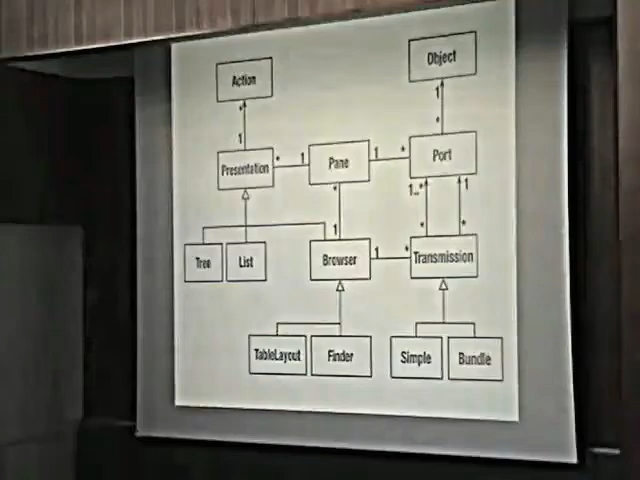 Action
Object
*
1
1
*
Presentation
*
1
Pane
1
*
Port
*
1
1..*
*
1
*
Tree
List
Browser
1
*
Transmission
TableLayout
Finder
Simple
Bundle